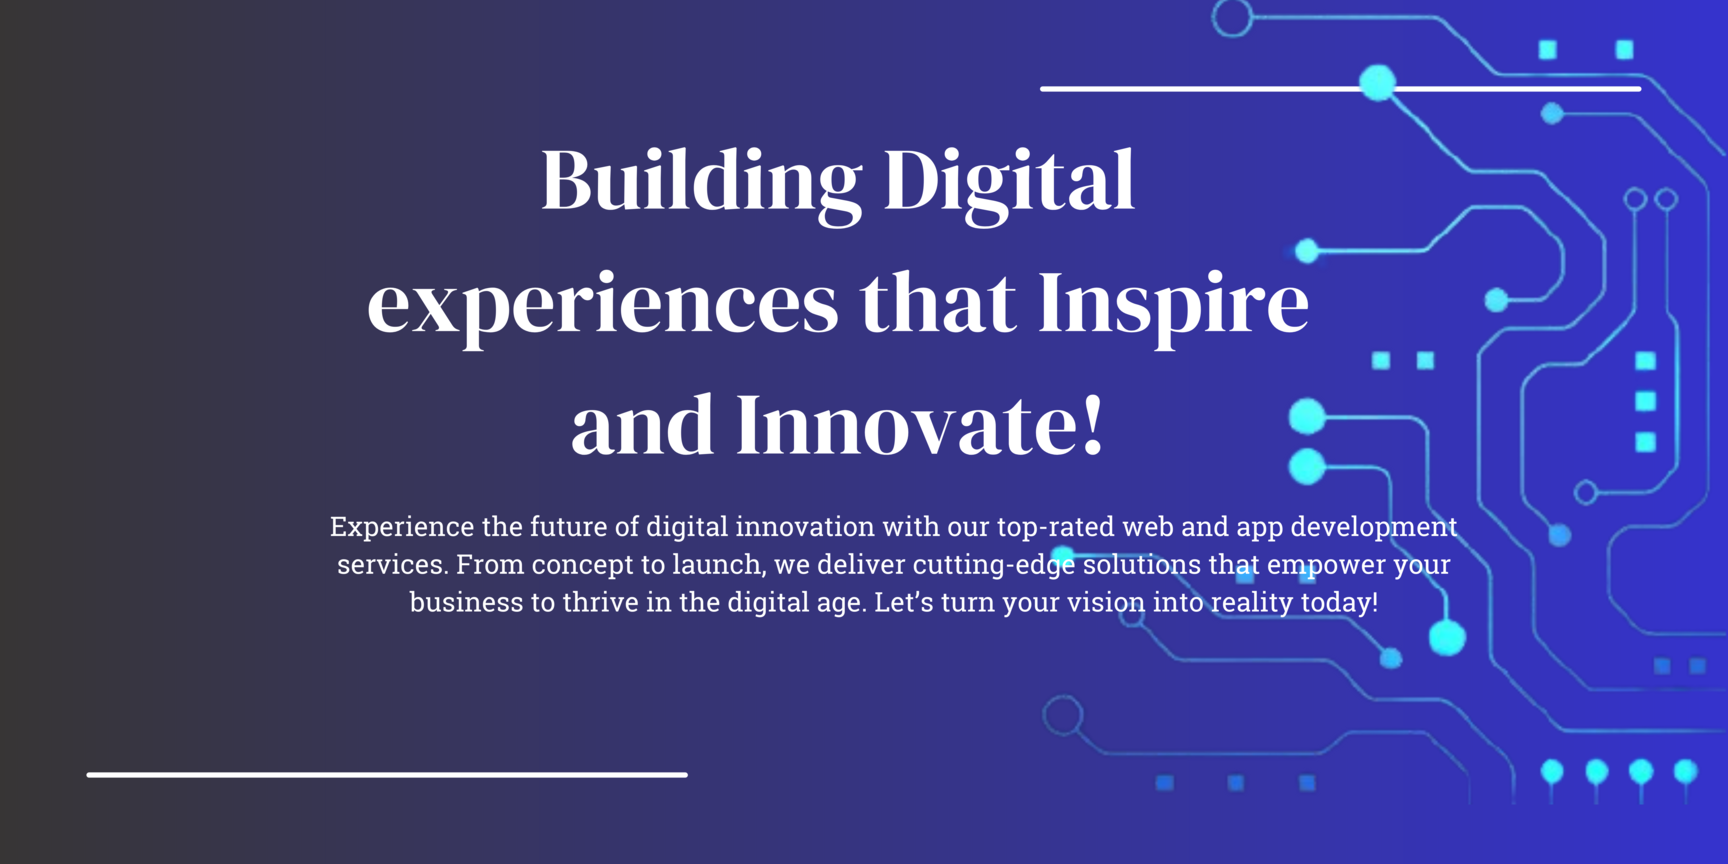 Building Digital
experiences that Inspire
and Innovate!
Experience the future of digital innovation with our top-rated web and app development
services. From concept to launch, we deliver cutting-edge solutions that empower your
business to thrive in the digital age. Let’s turn your vision into reality today!